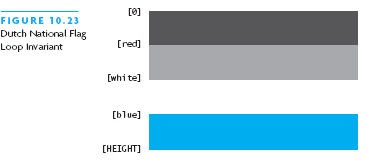 FIGURE 10.23
Dutch National Flag
Loop Invariant
[0]
[red]
[white]
[blue]
[HEIGHT]